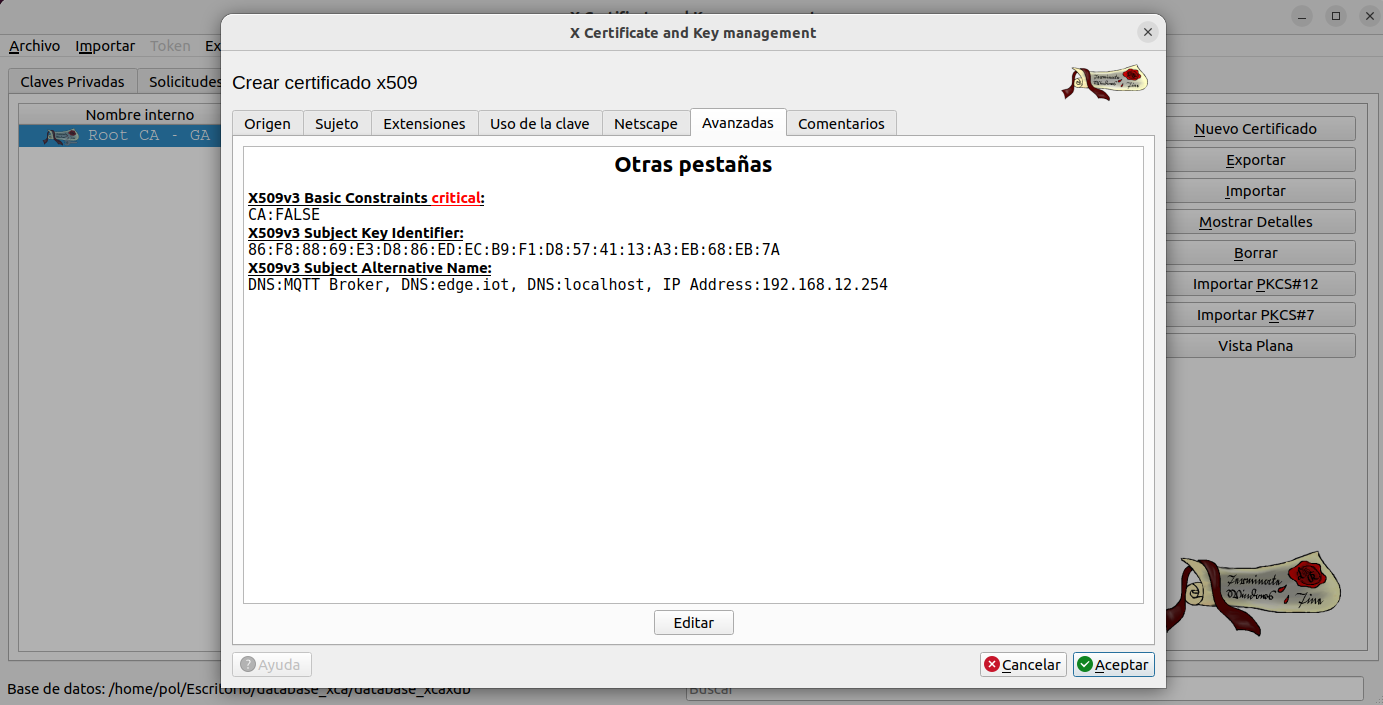 X Certificate and Key management
Archivo Importar Token Ex
Claves Privadas Solicitudes
Nombre interno
Root CA - GA
Crear certificado x509
Origen Sujeto Extensiones Uso de la clave Netscape Avanzadas Comentarios
Otras pestañas
X509v3 Basic Constraints critical:
CA:FALSE
X509v3 Subject Key Identifier:
86:F8:88:69:E3:D8:86:ED:EC:B9:F1:D8:57:41:13:A3:EB:68:EB:7A
X509v3 Subject Alternative Name:
DNS:MQTT Broker, DNS:edge.iot, DNS:localhost, IP Address:192.168.12.254
Editar
Ayuda
Cancelar
Aceptar
Nuevo Certificado
Exportar
Importar
Mostrar Detalles
Borrar
Importar PKCS#12
Importar PKCS#7
Vista Plana
Terminate
Windows
Time
Base de datos: /home/pol/Escritorio/database_xca/database_xcaxdb
Buscar